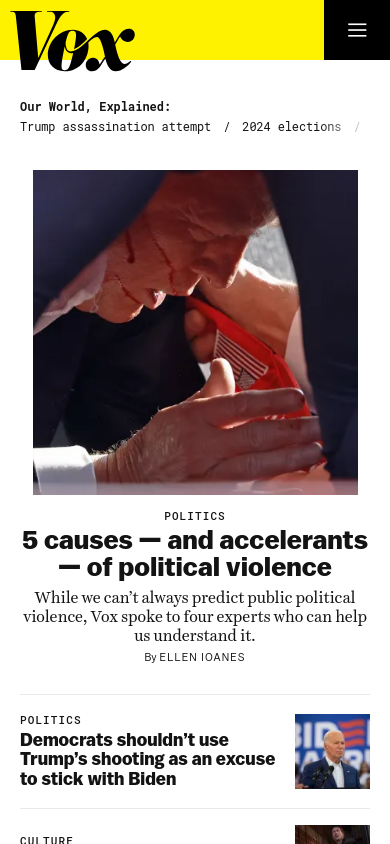 Vox
Our World, Explained:
Trump assassination attempt / 2024 elections /
POLITICS
5 causes — and accelerants
— of political violence
While we can’t always predict public political
violence, Vox spoke to four experts who can help
us understand it.
By ELLEN IOANES
POLITICS
Democrats shouldn’t use
Trump’s shooting as an excuse
to stick with Biden
CULTURE